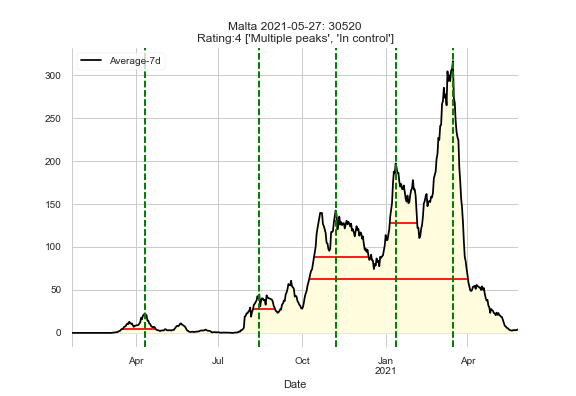 Malta 2021-05-27: 30520
Rating:4 ['Multiple peaks', 'In control']
Average-7d
300
250
200
150
100
50
0
Apr Jul Oct Jan Apr
2021
Date